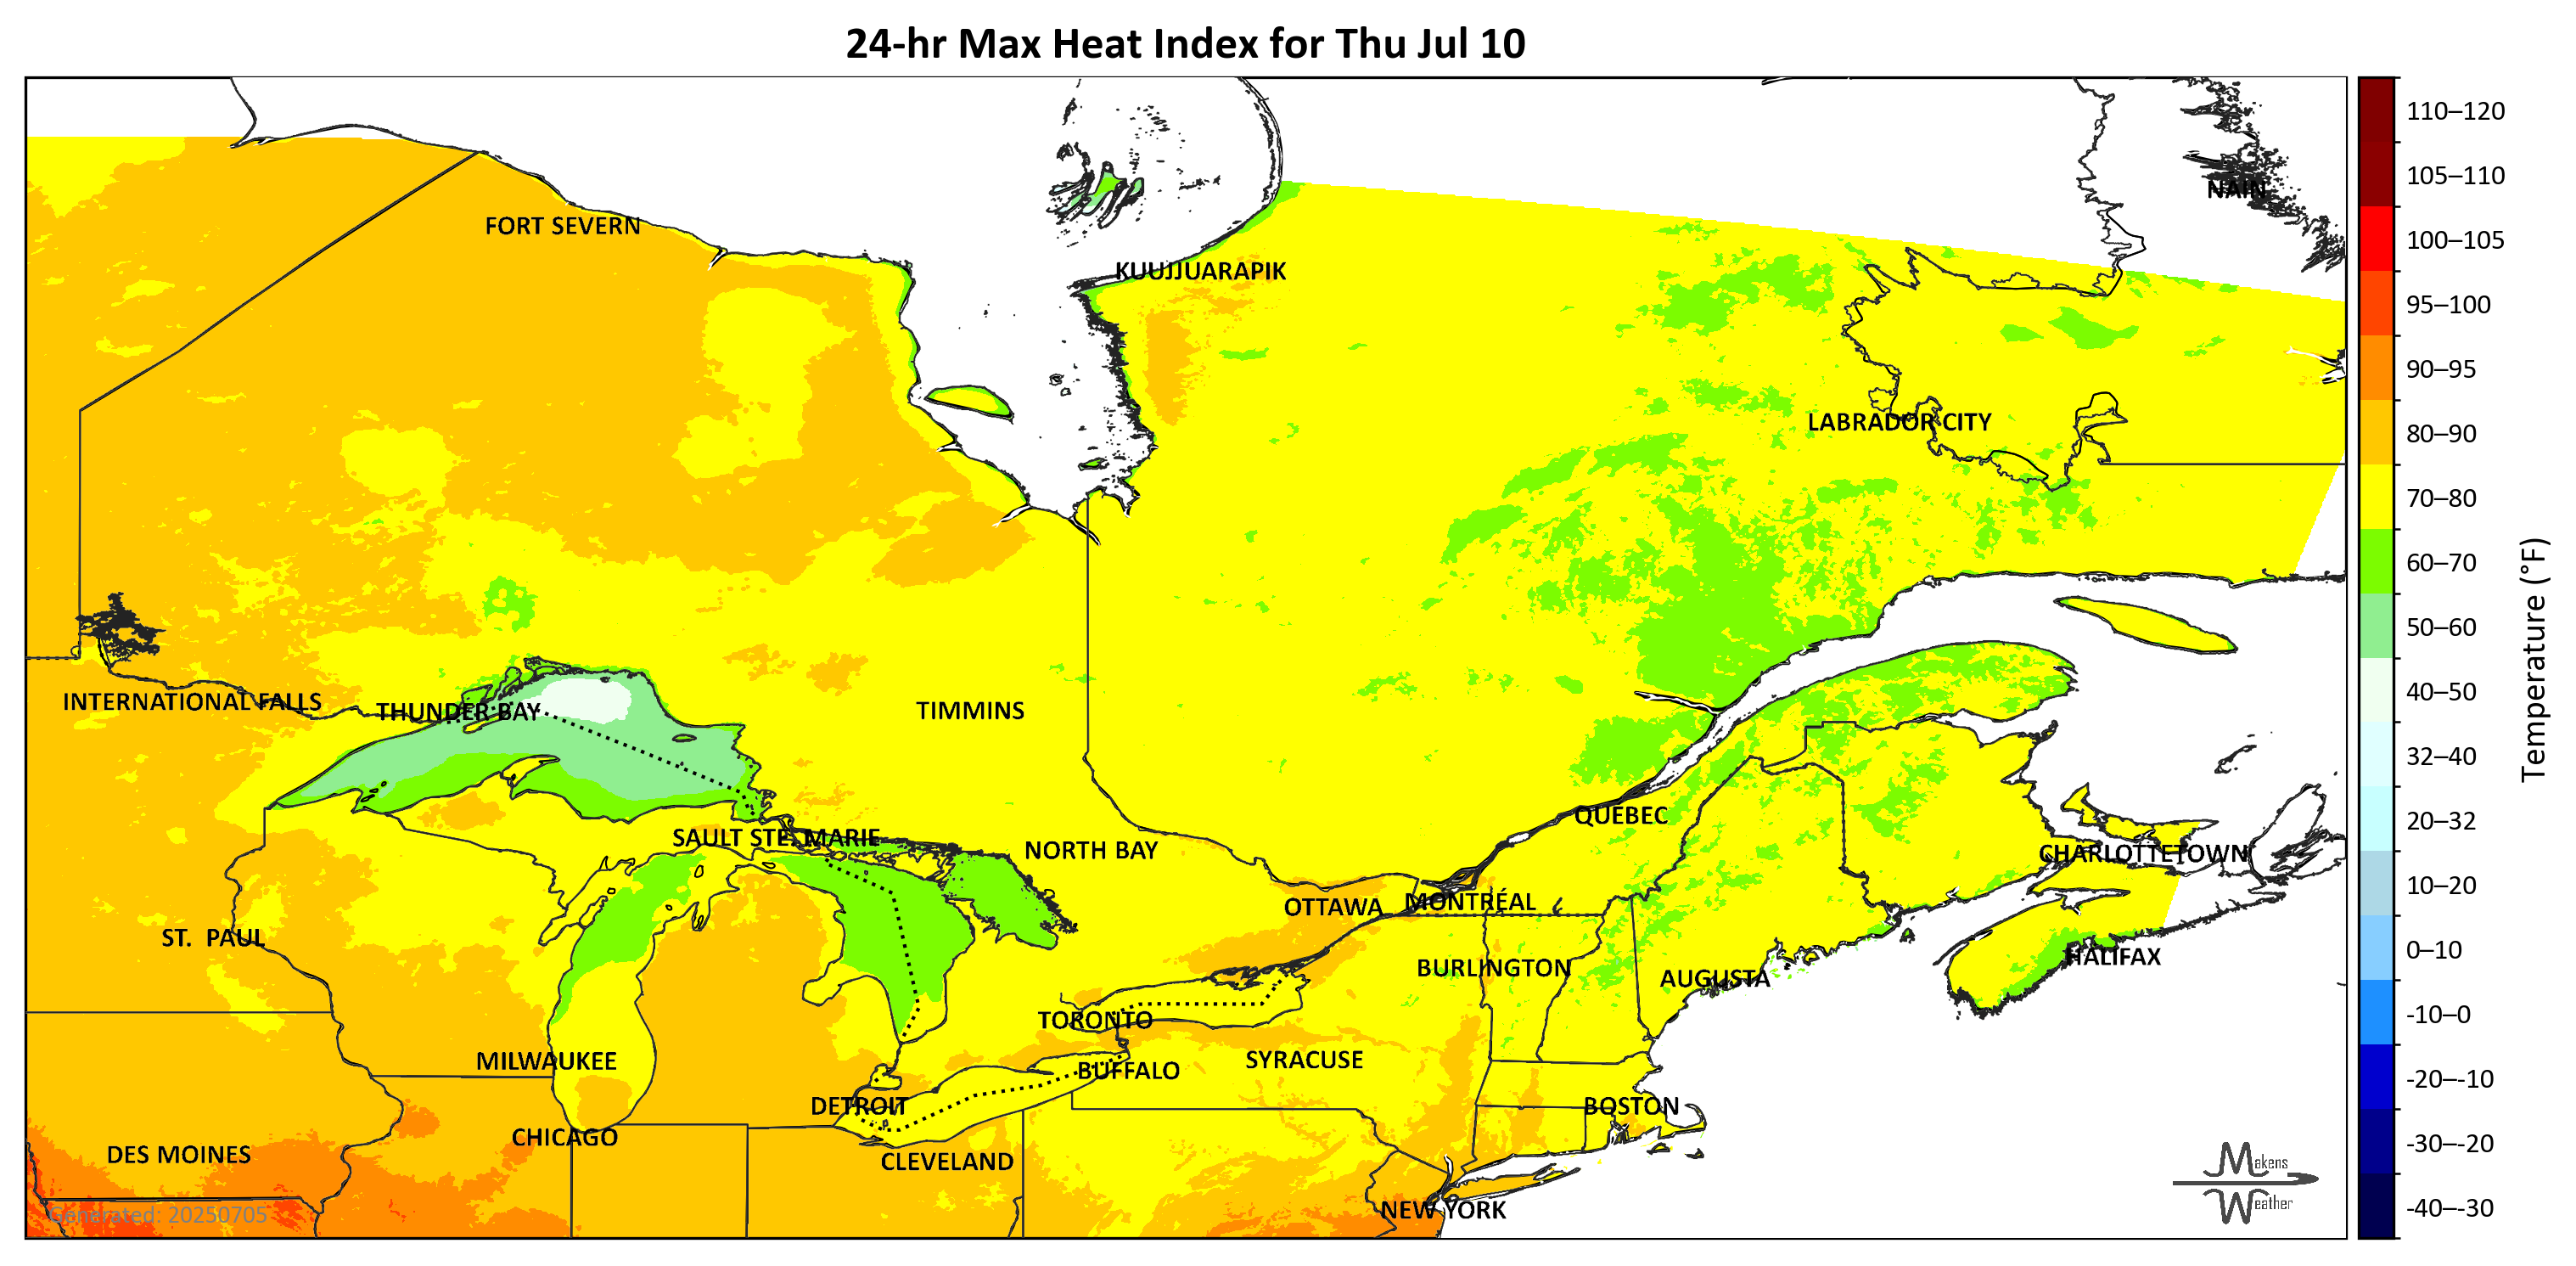 24-hr Max Heat Index for Thu Jul 10
NAIN
FORT SEVERN
KUUJJUARAPIK
LABRADOR CITY
INTERNATIONAL FALLS
THUNDER BAY
TIMMINS
QUÉBEC
SAULT STE. MARIE
NORTH BAY
CHARLOTTETOWN
OTTAWA
MONTRÉAL
ST. PAUL
HALIFAX
BURLINGTON
AUGUSTA
TORONTO
MILWAUKEE
SYRACUSE
BUFFALO
DETROIT
BOSTON
CHICAGO
DES MOINES
CLEVELAND
NEW YORK
Generated: 20250705
Makens
Weather
110–120
105–110
100–105
95–100
90–95
80–90
70–80
60–70
50–60
40–50
32–40
20–32
10–20
0–10
-10–0
-20–-10
-30–-20
-40–-30
Temperature (°F)